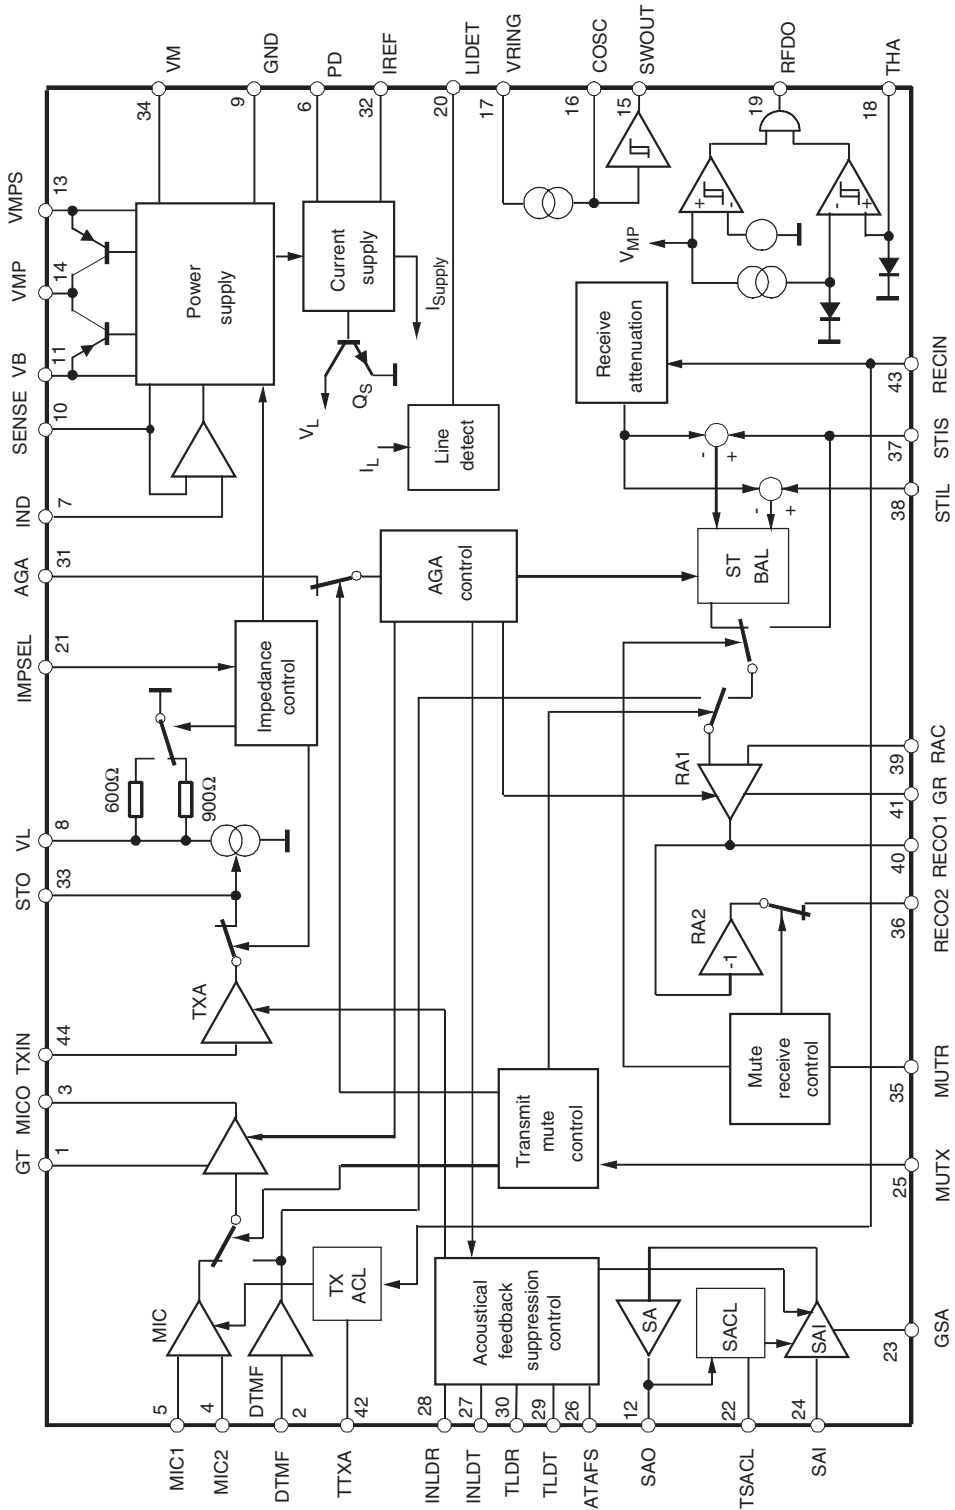 GT
MICO
TXIN
STO
VL
IMPSEL
AGA
IND
SENSE
VB
VMP
VMPS
1
3
44
33
8
21
31
7
10
11
14
13
MIC1
5
MIC2
4
DTMF
2
TTXA
42
INLDR
28
INLDT
27
TLDR
30
TLDT
29
ATAFS
26
SAO
12
TSACL
22
SAI
24
MIC
DTMF
TX
ACL
Acoustical
feedback
suppression
control
SA
SACL
SAI
TXA
600Ω
900Ω
Impedance
control
Power
supply
34
VM
9
GND
Current
supply
6
PD
32
IREF
VL
QS
ISupply
IL
Line
detect
20
LIDET
17
VRING
16
COSC
15
SWOUT
AGA
control
Transmit
mute
control
Mute
receive
control
RA2
-1
RA1
ST
BAL
Receive
attenuation
-
+
-
+
VMP
+
-
-
+
19
RFDO
18
THA
23
25
35
36
40
41
39
38
37
43
GSA
MUTX
MUTR
RECO2
RECO1
GR
RAC
STIL
STIS
RECIN